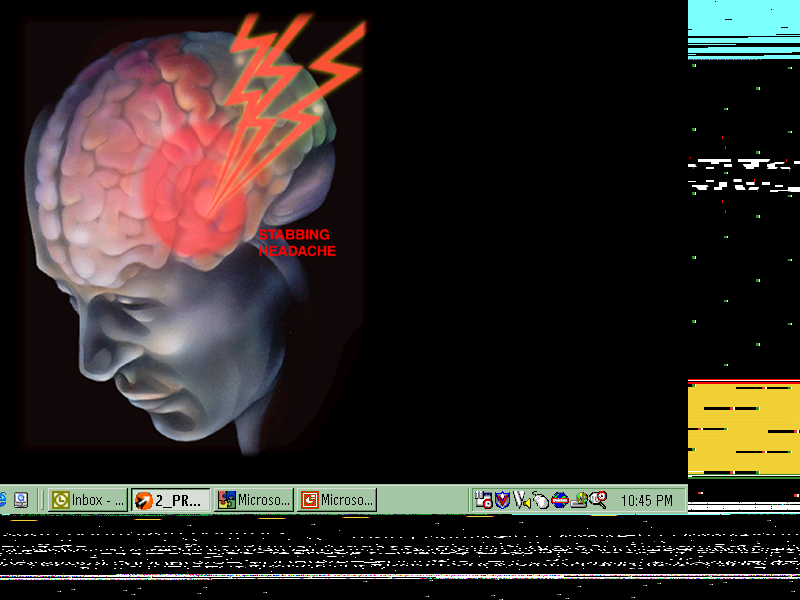 STABBING
HEADACHE
Inbox - ...
2_PR...
Microso...
Microso...
10:45 PM